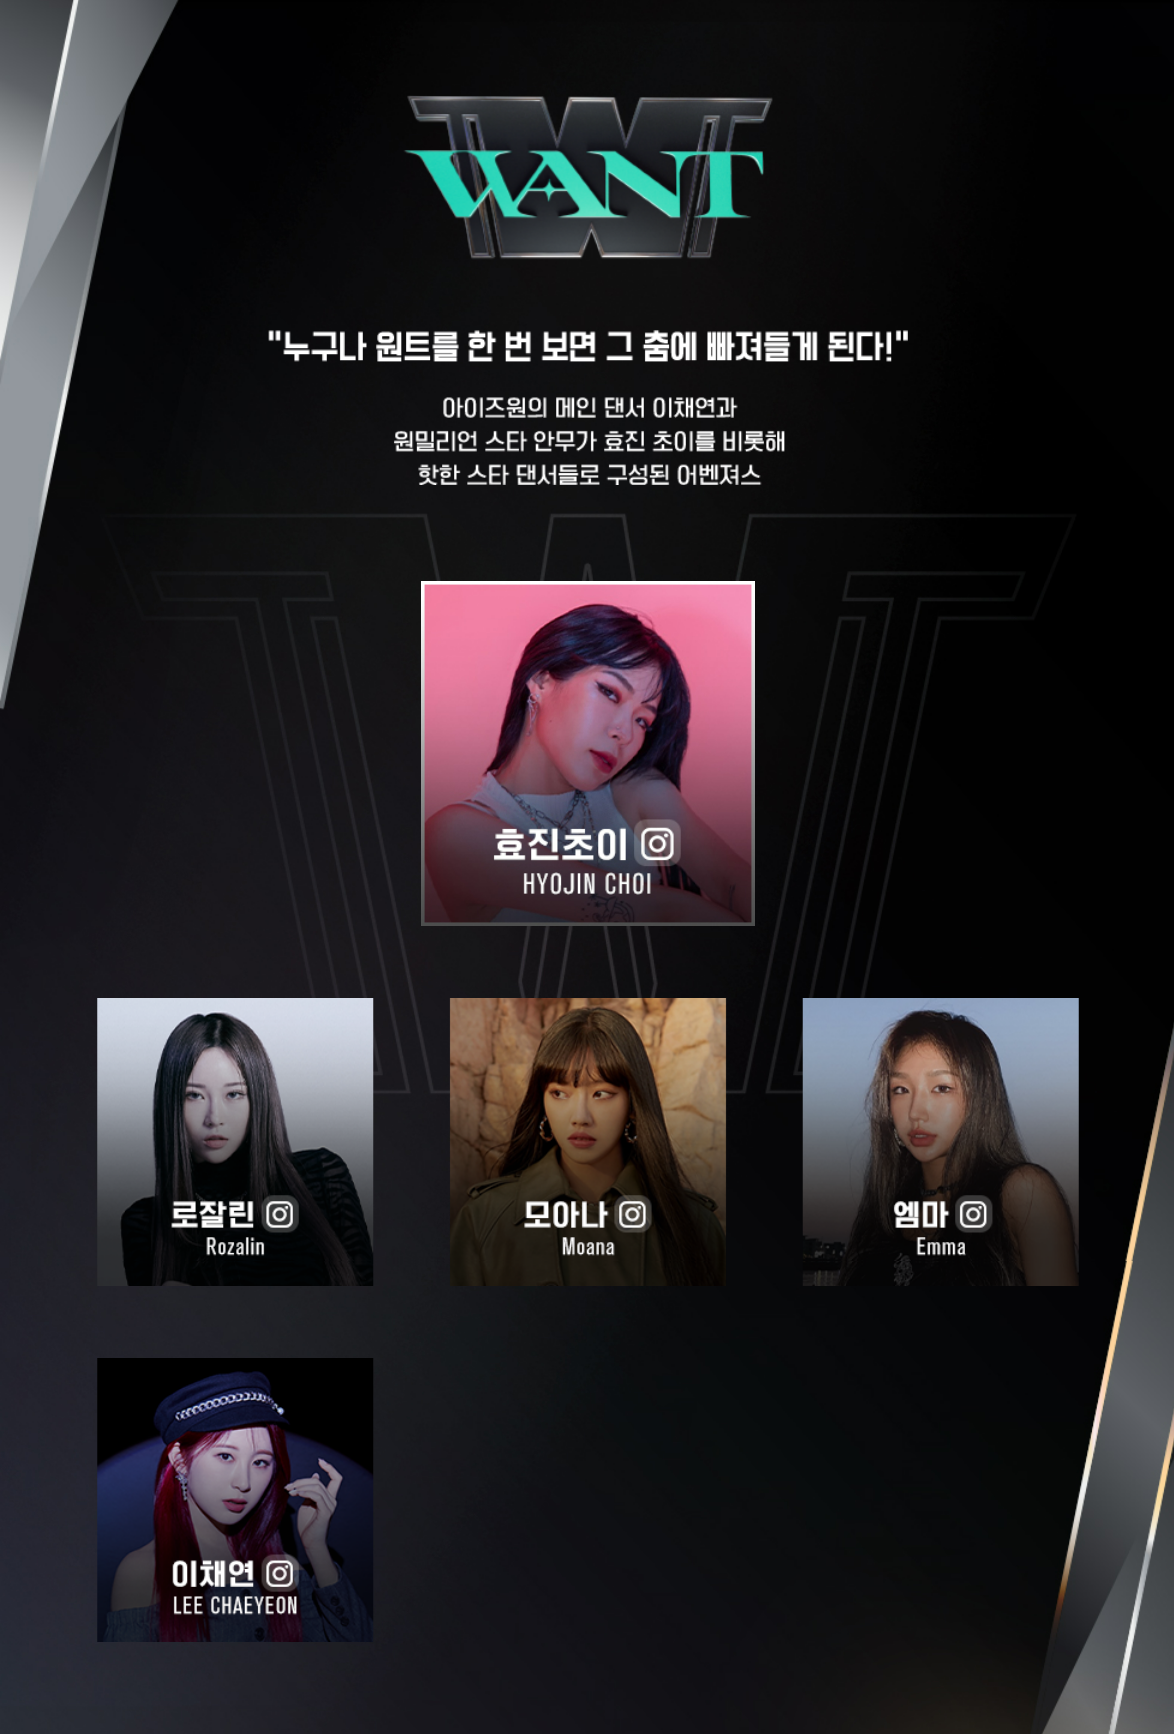 WANT
"누구나 원트를 한 번 보면 그 춤에 빠져들게 된다!"
아이즈원의 메인 댄서 이채연과
원밀리언 스타 안무가 효진 초이를 비롯해
핫한 스타 댄서들로 구성된 어벤져스
효진초이
HYOJIN CHOI
로잘린
Rozalin
모아나
Moana
엠마
Emma
이채연
LEE CHAEYEON